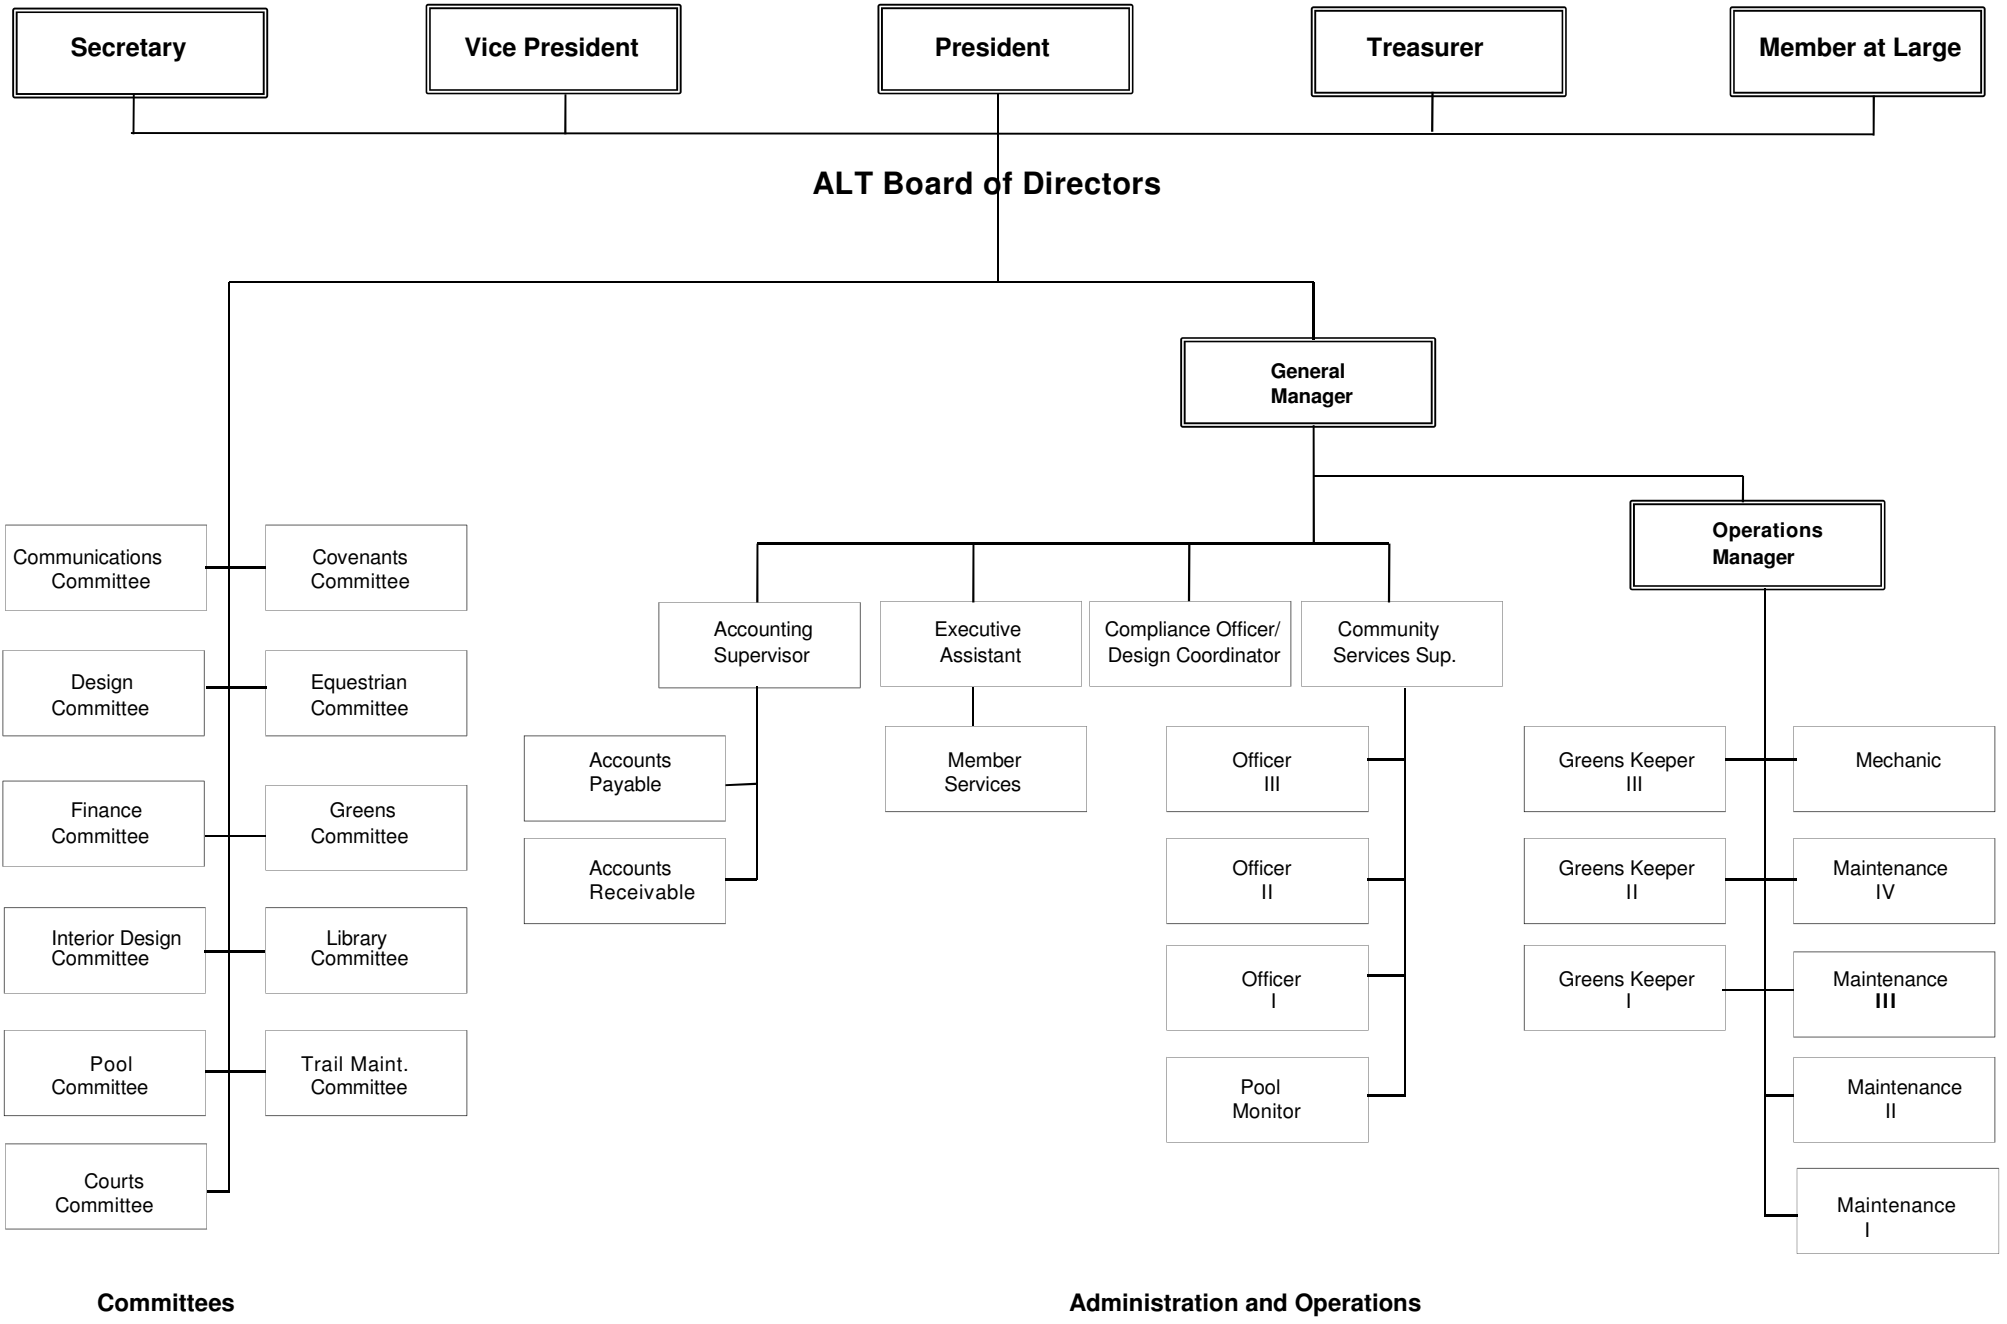 Secretary
Vice President
President
Treasurer
Member at Large
ALT Board of Directors
General
Manager
Operations
Manager
Communications
Committee
Covenants
Committee
Design
Committee
Equestrian
Committee
Finance
Committee
Greens
Committee
Interior Design
Committee
Library
Committee
Pool
Committee
Trail Maint.
Committee
Courts
Committee
Accounting
Supervisor
Executive
Assistant
Compliance Officer/
Design Coordinator
Community
Services Sup.
Accounts
Payable
Accounts
Receivable
Member
Services
Officer
III
Officer
II
Officer
I
Pool
Monitor
Greens Keeper
III
Greens Keeper
II
Greens Keeper
I
Mechanic
Maintenance
IV
Maintenance
III
Maintenance
II
Maintenance
I
Committees
Administration and Operations